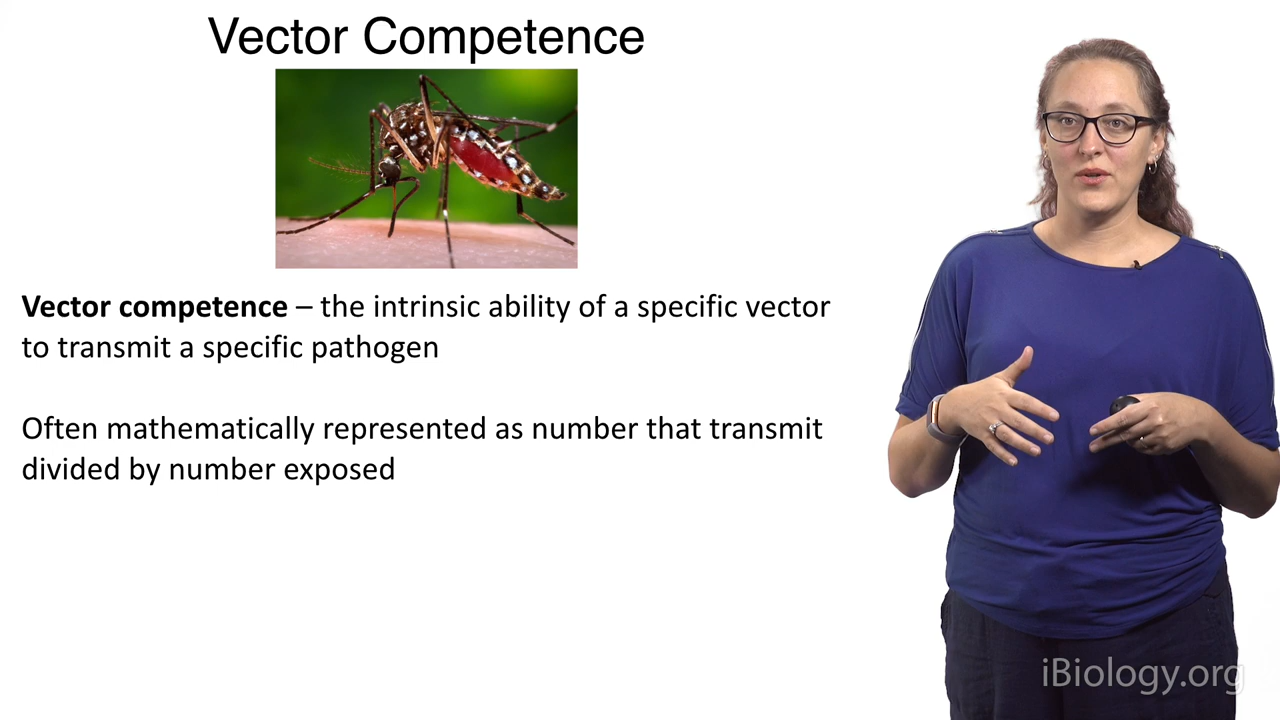 Vector Competence
Vector competence – the intrinsic ability of a specific vector
to transmit a specific pathogen
Often mathematically represented as number that transmit
divided by number exposed
iBiology.org